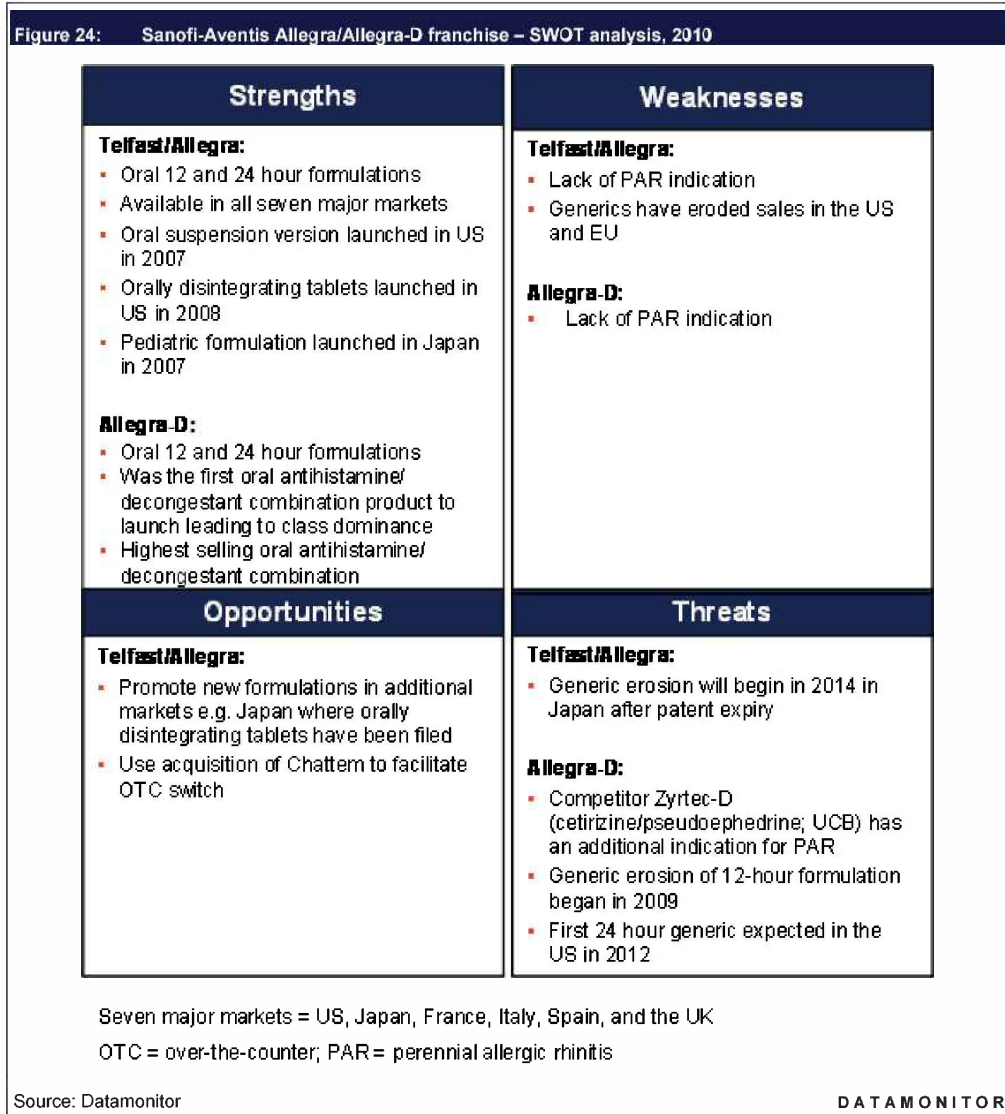 Figure 24: Sanofi-Aventis Allegra/Allegra-D franchise – SWOT analysis, 2010
Strengths
Telfast/Allegra:
• Oral 12 and 24 hour formulations
• Available in all seven major markets
• Oral suspension version launched in US
in 2007
• Orally disintegrating tablets launched in
US in 2008
• Pediatric formulation launched in Japan
in 2007
Allegra-D:
• Oral 12 and 24 hour formulations
• Was the first oral antihistamine/
decongestant combination product to
launch leading to class dominance
• Highest selling oral antihistamine/
decongestant combination
Weaknesses
Telfast/Allegra:
• Lack of PAR indication
• Generics have eroded sales in the US
and EU
Allegra-D:
• Lack of PAR indication
Opportunities
Telfast/Allegra:
• Promote new formulations in additional
markets e.g. Japan where orally
disintegrating tablets have been filed
• Use acquisition of Chattem to facilitate
OTC switch
Threats
Telfast/Allegra:
• Generic erosion will begin in 2014 in
Japan after patent expiry
Allegra-D:
• Competitor Zyrtec-D
(cetirizine/pseudoephedrine; UCB) has
an additional indication for PAR
• Generic erosion of 12-hour formulation
began in 2009
• First 24 hour generic expected in the
US in 2012
Seven major markets = US, Japan, France, Italy, Spain, and the UK
OTC = over-the-counter; PAR = perennial allergic rhinitis
Source: Datamonitor
DATAMONITOR